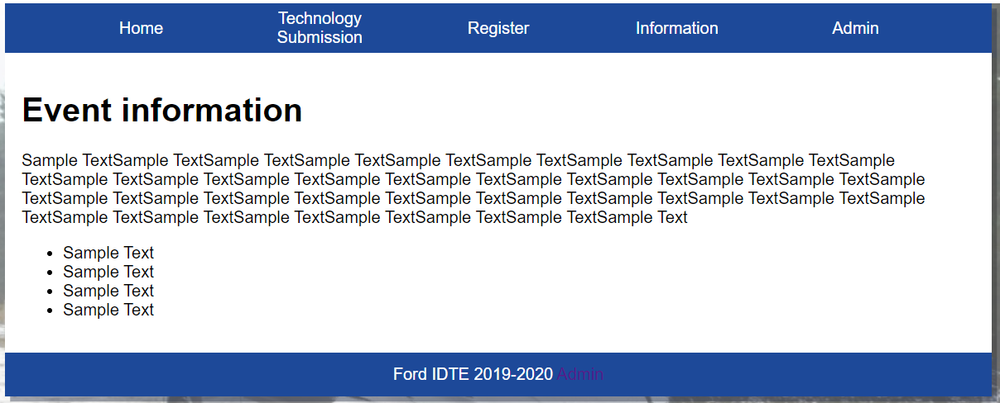 Home Technology Submission Register Information Admin
Event information
Sample TextSample TextSample TextSample TextSample TextSample TextSample TextSample TextSample TextSample
TextSample TextSample TextSample TextSample TextSample TextSample TextSample TextSample TextSample TextSample
TextSample TextSample TextSample TextSample TextSample TextSample TextSample TextSample TextSample TextSample
TextSample TextSample TextSample TextSample TextSample TextSample TextSample Text
• Sample Text
• Sample Text
• Sample Text
• Sample Text
Ford IDTE 2019-2020 Admin